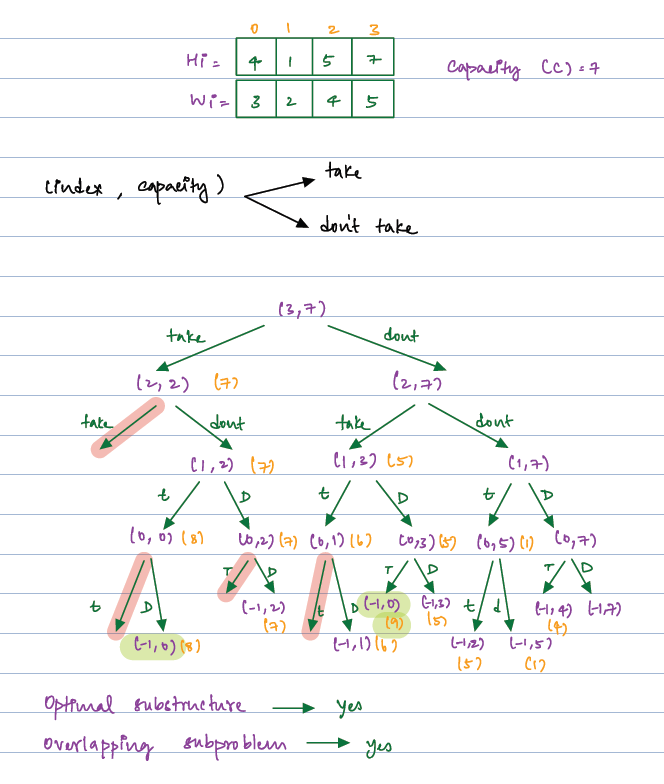 0 1 2 3
Hi = 4 1 5 7
Capacity (C) = 7
Wi = 3 2 4 5
(index, capacity)
take
don't take
(3,7)
take dont
(2,2) (7) (2,7)
take dont take dont
(1,2) (7) (1,3) (5) (1,7)
t D t D t D
(0,0) (8) (0,2) (7) (0,1) (6) (0,3) (5) (0,5) (1) (0,7)
t D T D t D T D t d T D
(-1,2) (-1,0) (-1,3) (-1,4) (-1,7)
(7) (9) (5) (4)
(-1,0) (8) (-1,1) (6) (-1,2) (-1,5)
(5) (1)
Optimal substructure → yes
Overlapping subproblem → yes